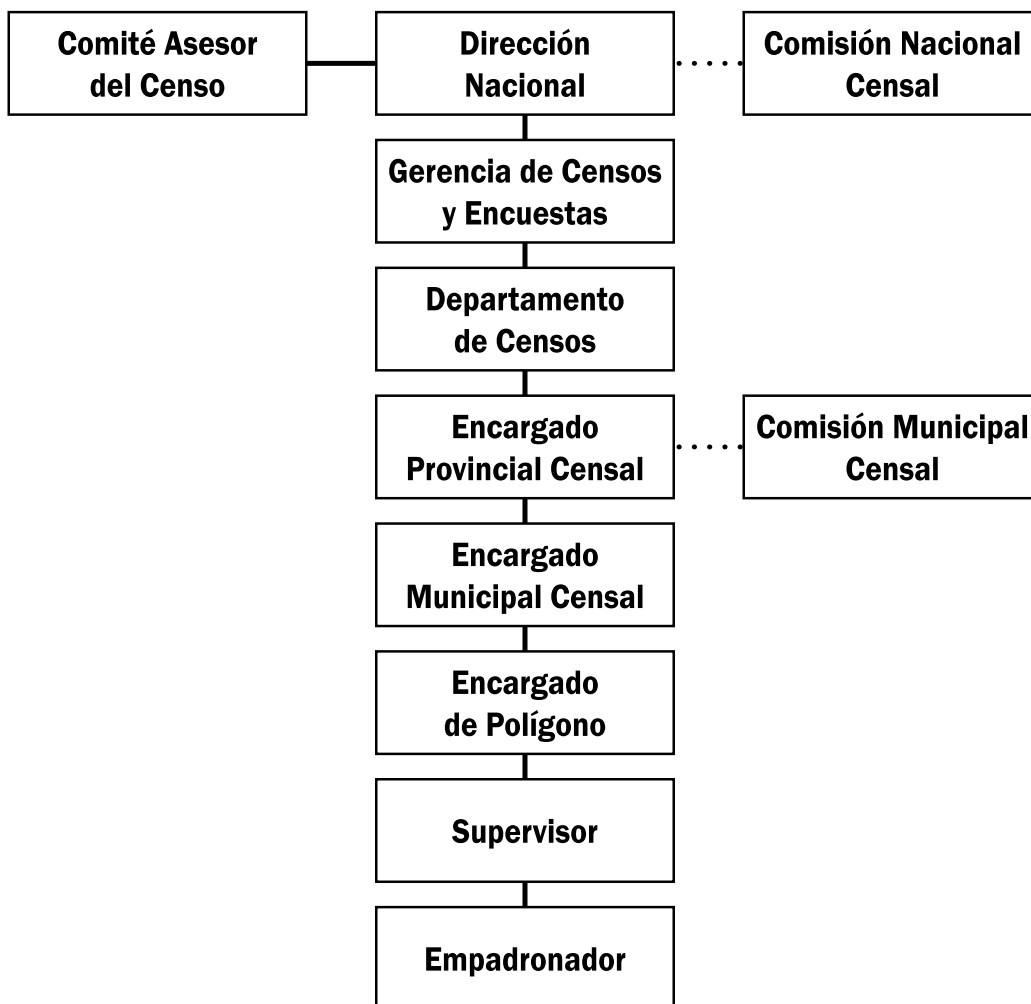 Comité Asesor
del Censo
Dirección
Nacional
Comisión Nacional
Censal
Gerencia de Censos
y Encuestas
Departamento
de Censos
Encargado
Provincial Censal
Comisión Municipal
Censal
Encargado
Municipal Censal
Encargado
de Polígono
Supervisor
Empadronador